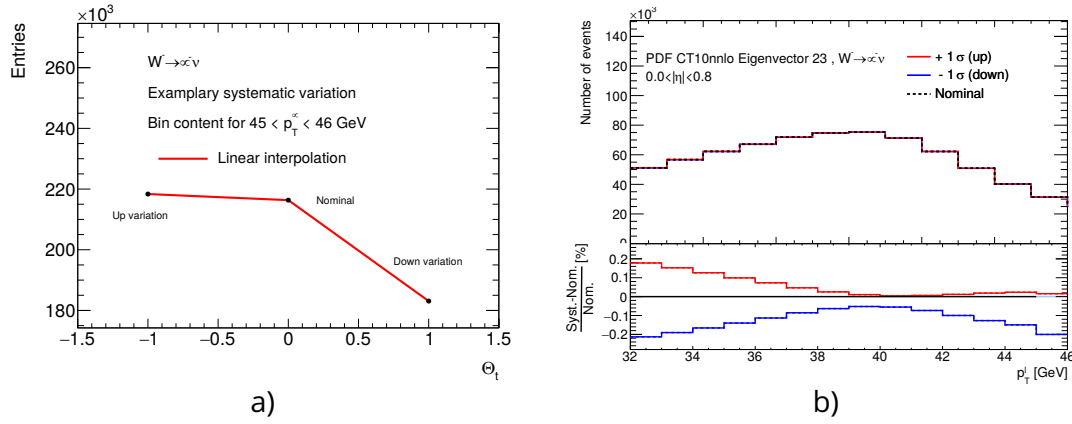 ×10³
Entries
260
240
220
200
180
W⁻→∝⁻ν
Examplary systematic variation
Bin content for 45 < p_T^∝ < 46 GeV
Linear interpolation
Up variation
Nominal
Down variation
−1.5 −1 −0.5 0 0.5 1 1.5
Θ_t
a)
×10³
Number of events
140
120
100
80
60
40
20
0
PDF CT10nnlo Eigenvector 23 , W⁻→∝⁻ν
0.0<|η|<0.8
+ 1 σ (up)
- 1 σ (down)
Nominal
Syst.-Nom. [%]
Nom.
0.2
0.1
0
−0.1
−0.2
32 34 36 38 40 42 44 46
p_T^l [GeV]
b)